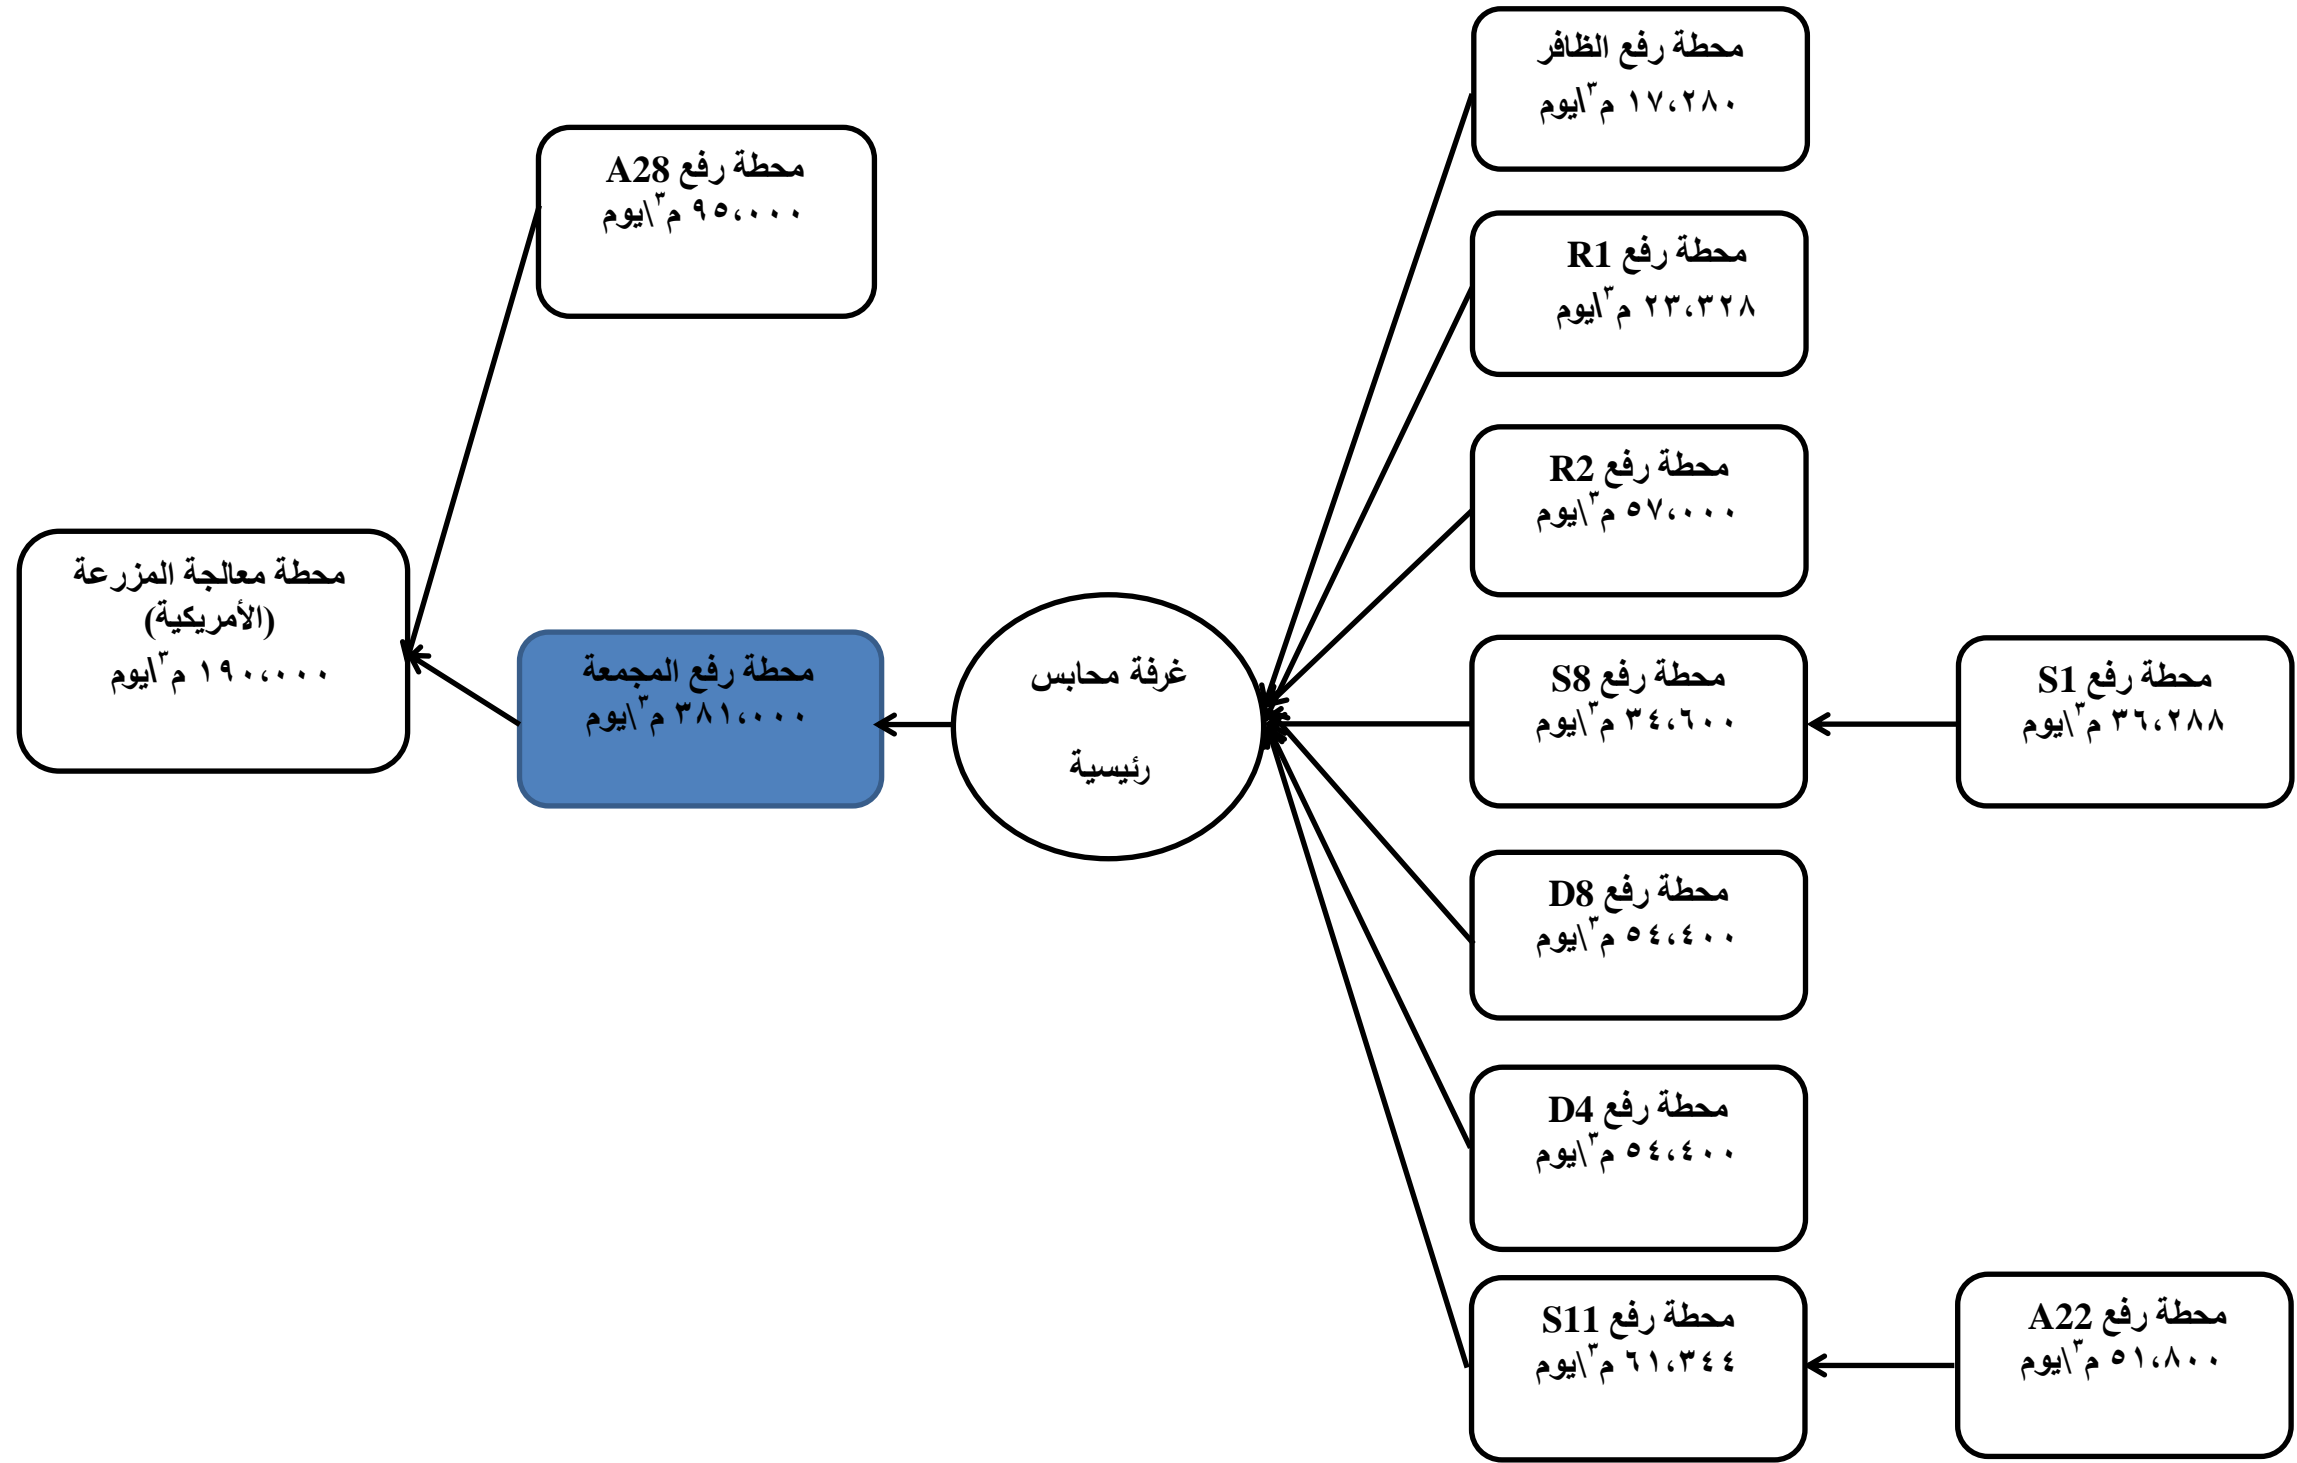 محطة رفع الظافر
١٧،٢٨٠ م٣\يوم
محطة رفع R1
٢٣،٣٢٨ م٣\يوم
محطة رفع R2
٥٧،٠٠٠ م٣\يوم
محطة رفع S1
٣٦،٢٨٨ م٣\يوم
محطة رفع S8
٣٤،٦٠٠ م٣\يوم
محطة رفع D8
٥٤،٤٠٠ م٣\يوم
محطة رفع D4
٥٤،٤٠٠ م٣\يوم
محطة رفع A22
٥١،٨٠٠ م٣\يوم
محطة رفع S11
٦١،٣٤٤ م٣\يوم
غرفة محابس
رئيسية
محطة رفع المجمعة
٣٨١،٠٠٠ م٣\يوم
محطة رفع A28
٩٥،٠٠٠ م٣\يوم
محطة معالجة المزرعة
(الأمريكية)
١٩٠،٠٠٠ م٣\يوم